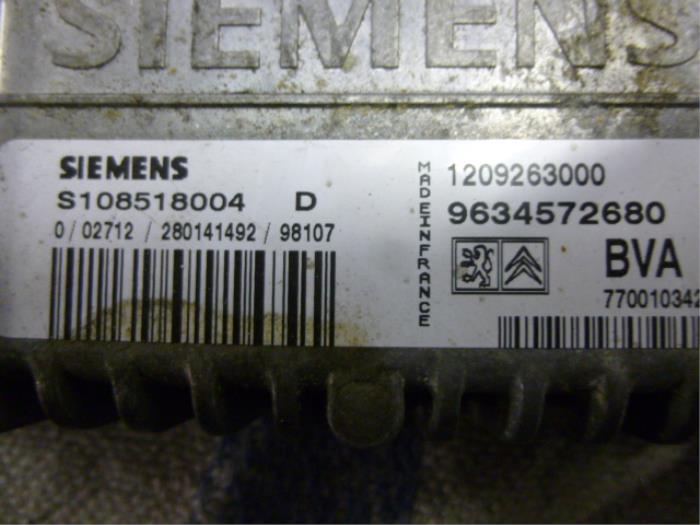 SIEMENS
SIEMENS
S108518004 D
0 / 02712 / 280141492 / 98107
MADE IN FRANCE
1209263000
9634572680
BVA
770010342